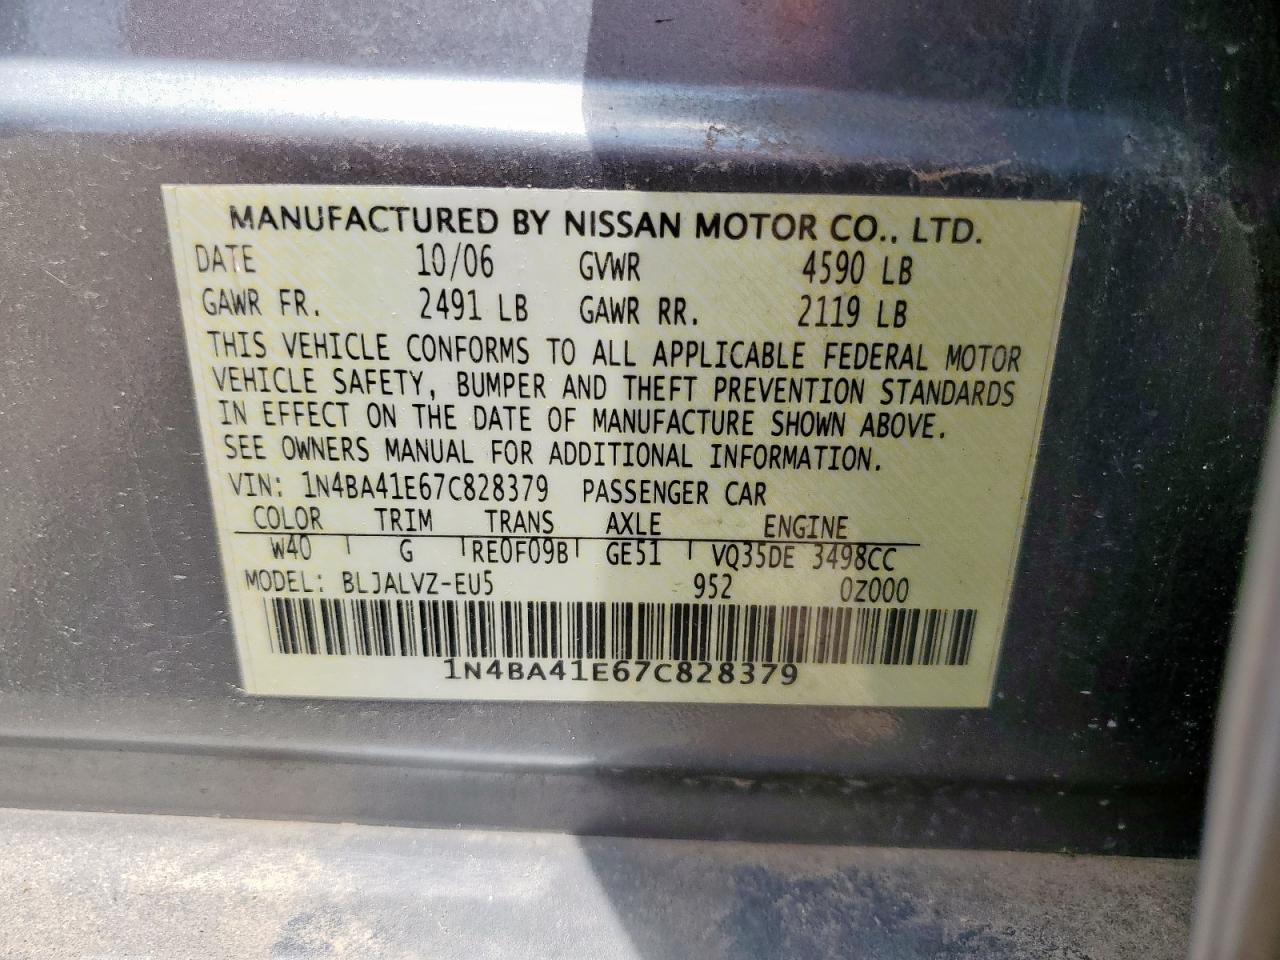 MANUFACTURED BY NISSAN MOTOR CO., LTD.
DATE 10/06 GVWR 4590 LB
GAWR FR. 2491 LB GAWR RR. 2119 LB
THIS VEHICLE CONFORMS TO ALL APPLICABLE FEDERAL MOTOR
VEHICLE SAFETY, BUMPER AND THEFT PREVENTION STANDARDS
IN EFFECT ON THE DATE OF MANUFACTURE SHOWN ABOVE.
SEE OWNERS MANUAL FOR ADDITIONAL INFORMATION.
VIN: 1N4BA41E67C828379 PASSENGER CAR
COLOR TRIM TRANS AXLE ENGINE
W40 G RE0F09B GE51 VQ35DE 3498CC
MODEL: BLJALVZ-EU5 952 0Z000
1N4BA41E67C828379